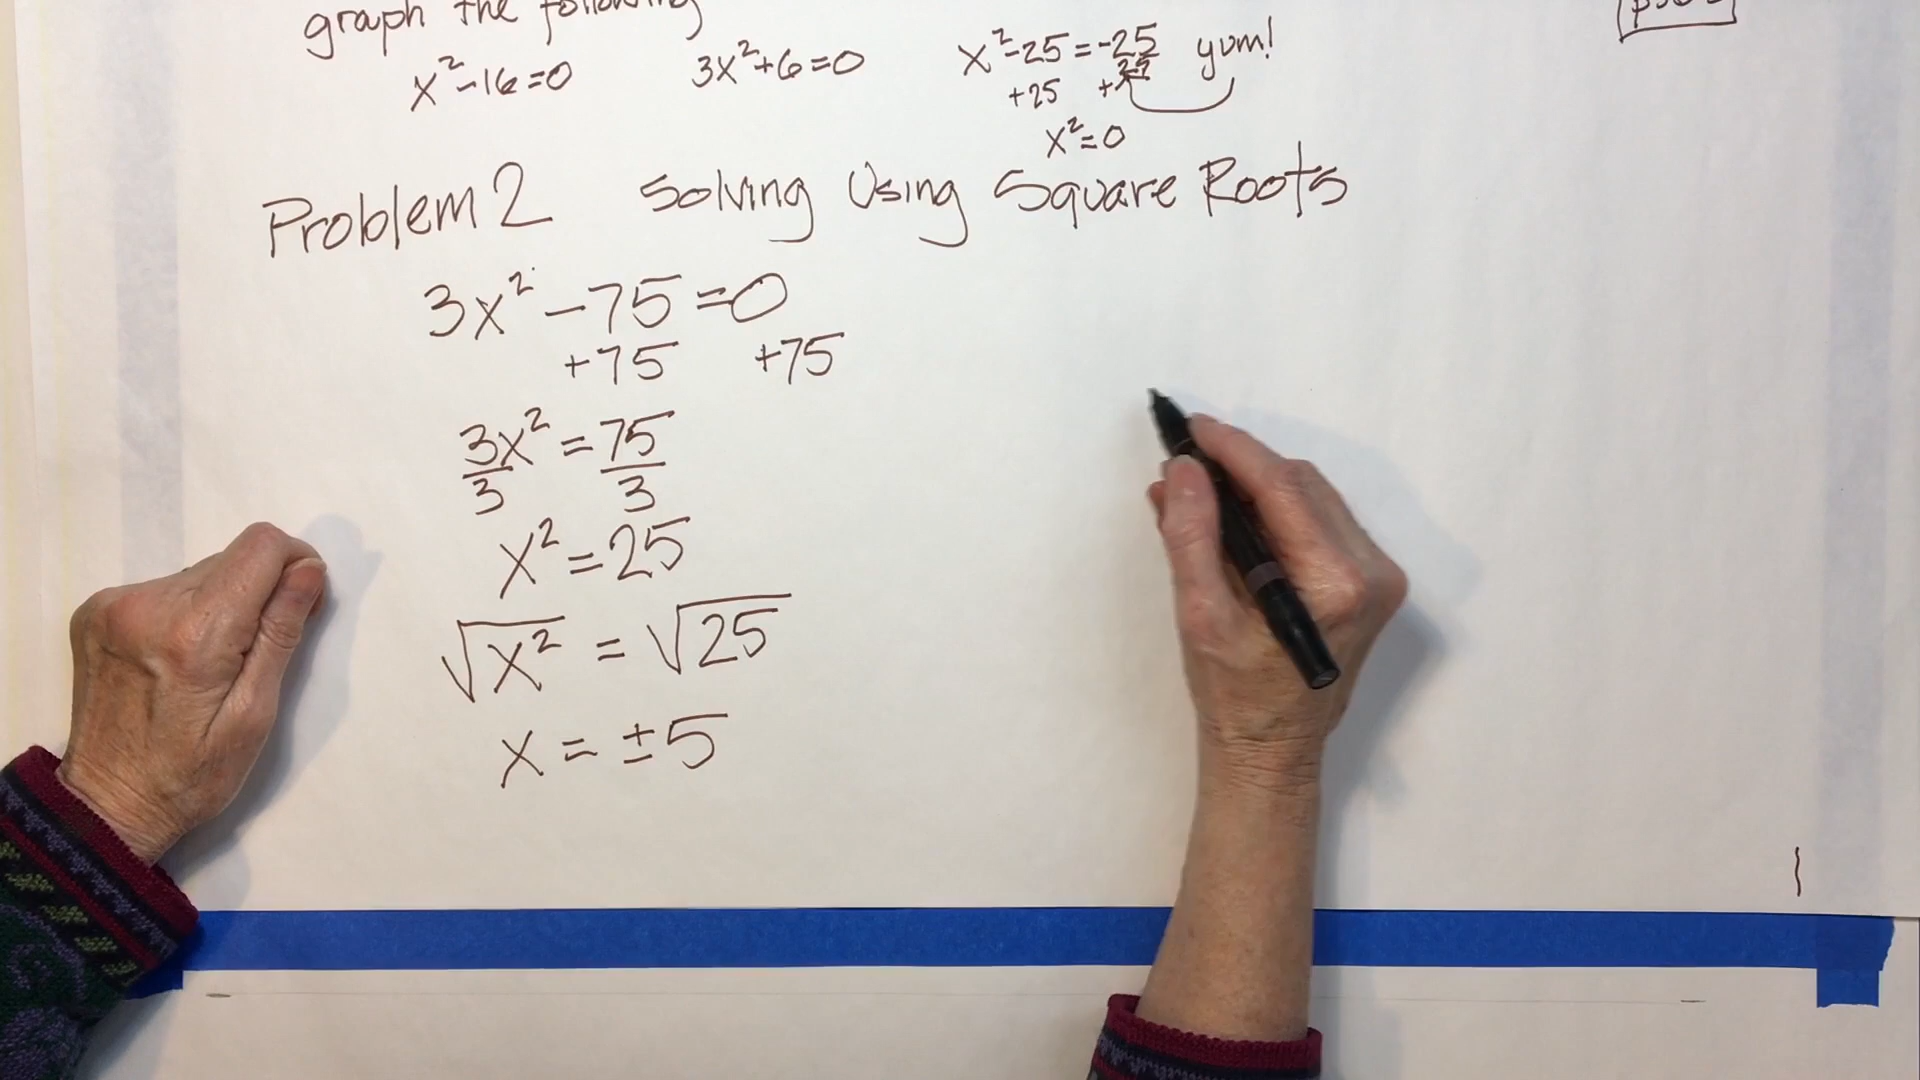 graph the following
x²-16=0 3x²+6=0 x²-25=-25 yum!
+25 +25
x²=0
Problem 2 Solving Using Square Roots
3x²-75=0
+75 +75
3x²=75
3 3
x²=25
√x² = √25
x = ±5